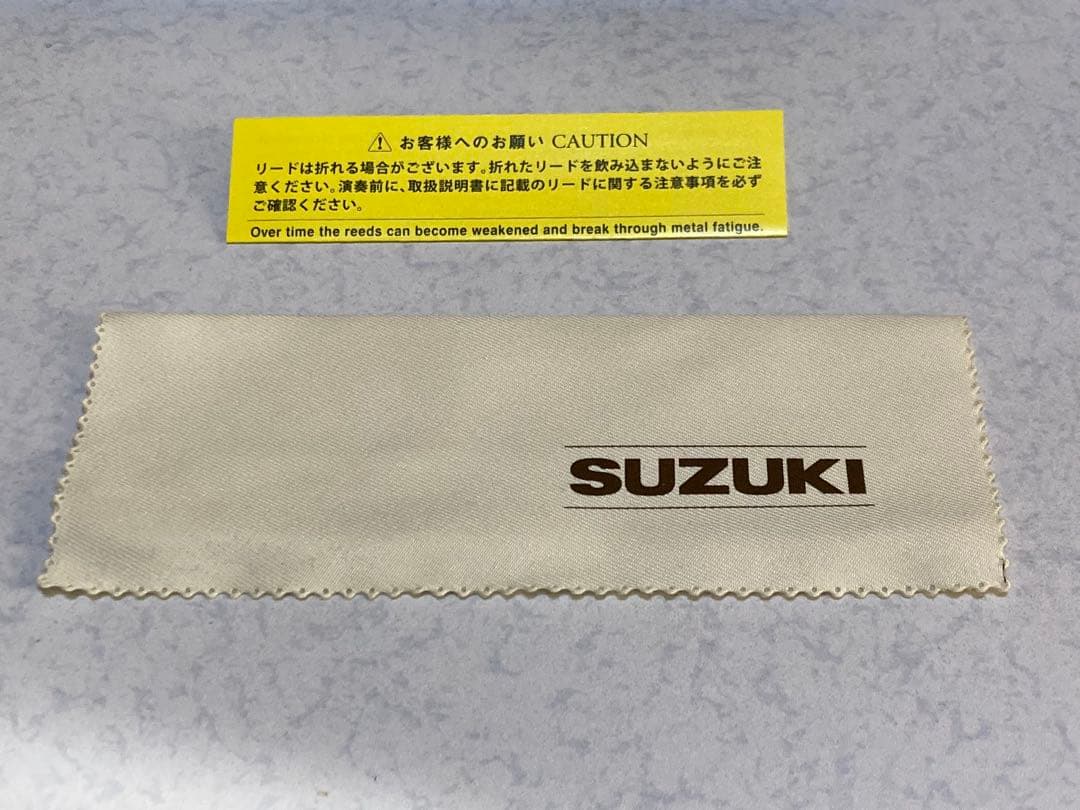 ⚠ お客様へのお願い CAUTION
リードは折れる場合がございます。折れたリードを飲み込まないようにご注
意ください。演奏前に、取扱説明書に記載のリードに関する注意事項を必ず
ご確認ください。
Over time the reeds can become weakened and break through metal fatigue.
SUZUKI